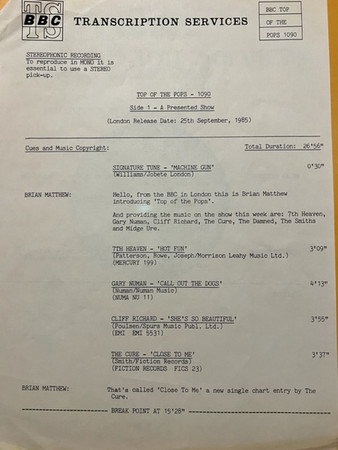 TS
BBC
TRANSCRIPTION SERVICES
BBC TOP
OF THE
POPS 1090
STEREOPHONIC RECORDING
To reproduce in MONO it is
essential to use a STEREO
pick-up.
TOP OF THE POPS - 1090
Side 1 - A Presented Show
(London Release Date: 25th September, 1985)
Cues and Music Copyright: Total Duration: 26'56"
SIGNATURE TUNE - 'MACHINE GUN' 0'30"
(Williams/Jobete London)
BRIAN MATTHEW: Hello, from the BBC in London this is Brian Matthew
introducing 'Top of the Pops'.
And providing the music on the show this week are: 7th Heaven,
Gary Numan, Cliff Richard, The Cure, The Damned, The Smiths
and Midge Ure.
7TH HEAVEN - 'HOT FUN' 3'09"
(Patterson, Rowe, Joseph/Morrison Leahy Music Ltd.)
(MERCURY 199)
GARY NUMAN - 'CALL OUT THE DOGS' 4'13"
(Numan/Numan Music)
(NUMA NU 11)
CLIFF RICHARD - 'SHE'S SO BEAUTIFUL' 3'55"
(Poulsen/Spurs Music Publ. Ltd.)
(EMI EMI 5531)
THE CURE - 'CLOSE TO ME' 3'37"
(Smith/Fiction Records)
(FICTION RECORDS FICS 23)
BRIAN MATTHEW: That's called 'Close To Me' a new single chart entry by The
Cure.
BREAK POINT AT 15'28"